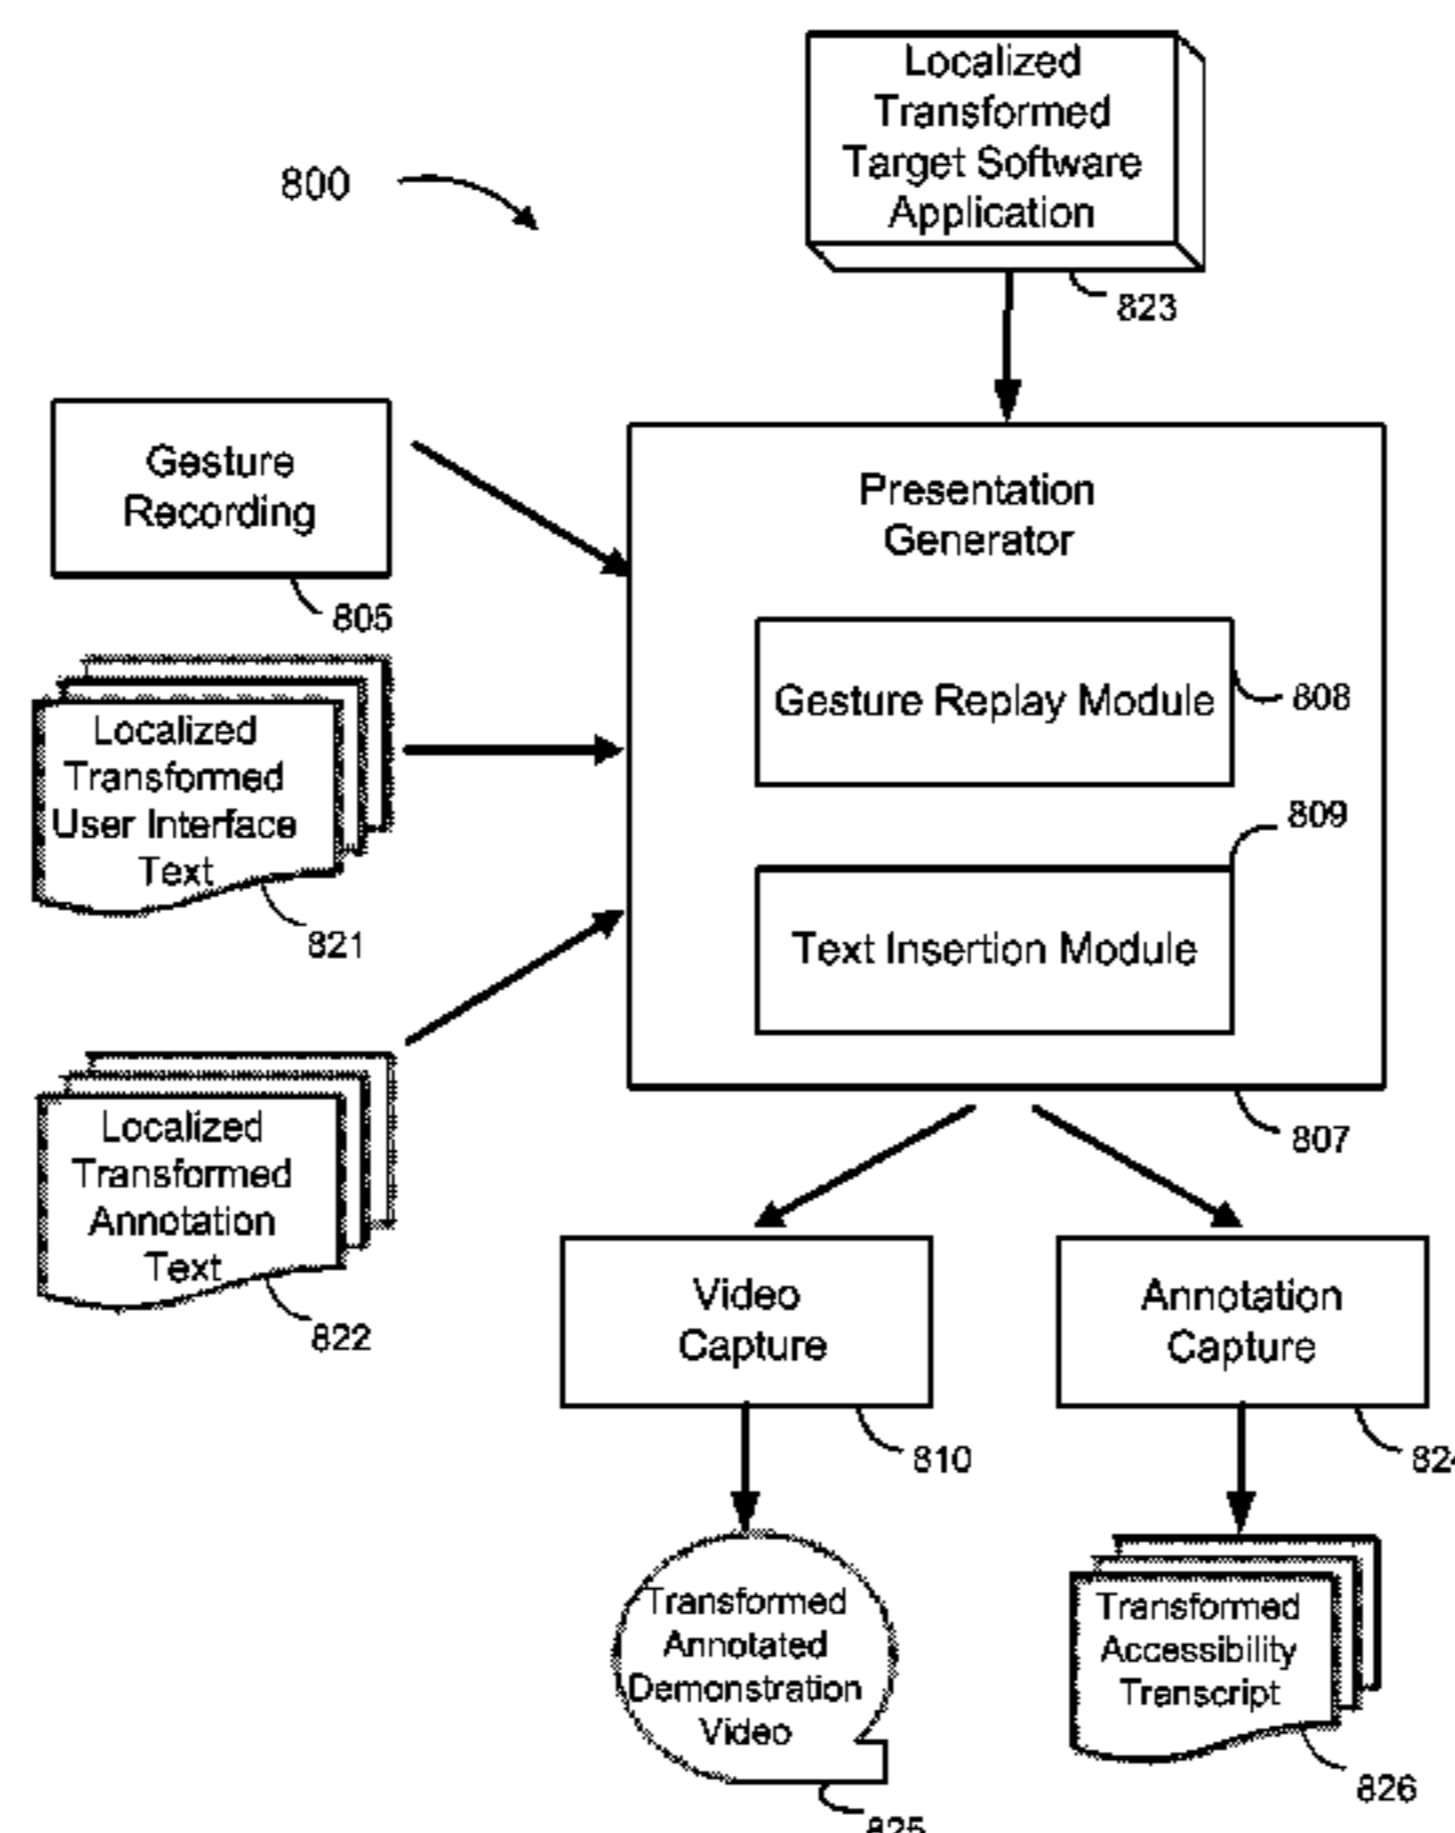 Localized
Transformed
Target Software
Application
800
823
Gesture
Recording
805
Presentation
Generator
Gesture Replay Module
808
Localized
Transformed
User Interface
Text
821
809
Text Insertion Module
807
Localized
Transformed
Annotation
Text
822
Video
Capture
810
Annotation
Capture
824
Transformed
Annotated
Demonstration
Video
825
Transformed
Accessibility
Transcript
826